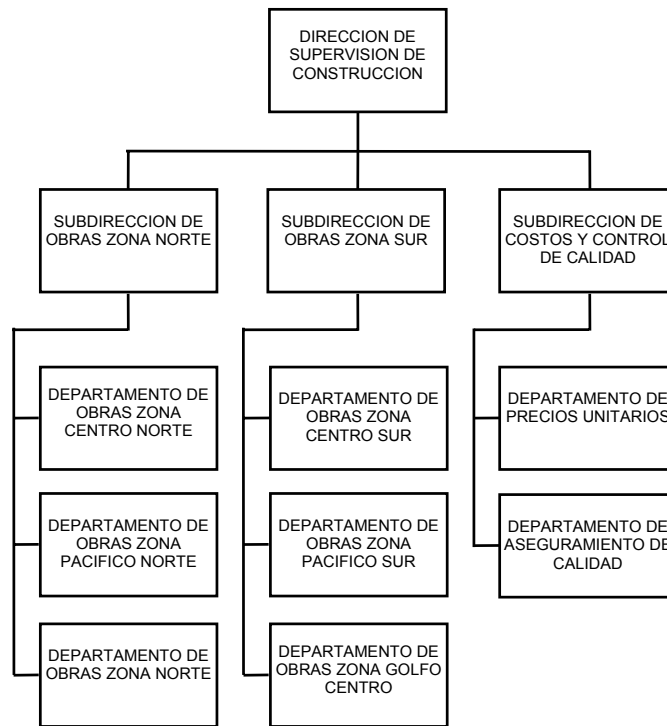 DIRECCION DE
SUPERVISION DE
CONSTRUCCION
SUBDIRECCION DE
OBRAS ZONA NORTE
SUBDIRECCION DE
OBRAS ZONA SUR
SUBDIRECCION DE
COSTOS Y CONTROL
DE CALIDAD
DEPARTAMENTO DE
OBRAS ZONA
CENTRO NORTE
DEPARTAMENTO DE
OBRAS ZONA
CENTRO SUR
DEPARTAMENTO DE
PRECIOS UNITARIOS
DEPARTAMENTO DE
OBRAS ZONA
PACIFICO NORTE
DEPARTAMENTO DE
OBRAS ZONA
PACIFICO SUR
DEPARTAMENTO DE
ASEGURAMIENTO DE
CALIDAD
DEPARTAMENTO DE
OBRAS ZONA NORTE
DEPARTAMENTO DE
OBRAS ZONA GOLFO
CENTRO